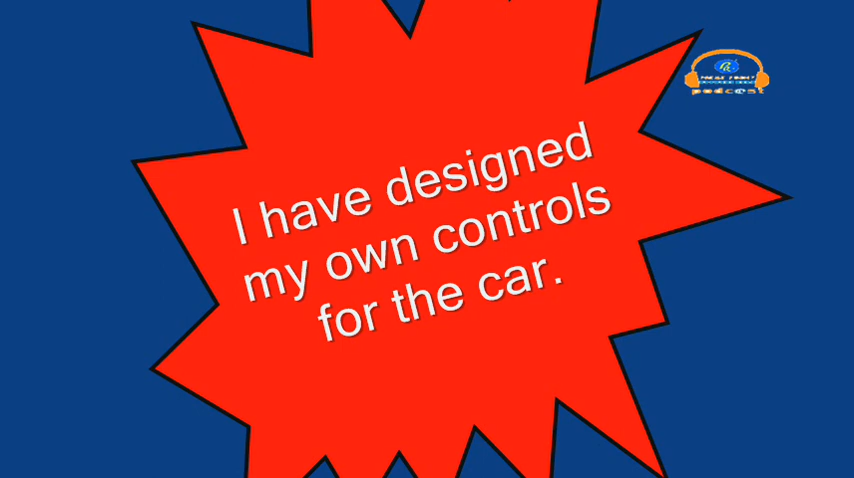 I have designed
my own controls
for the car.
podcast